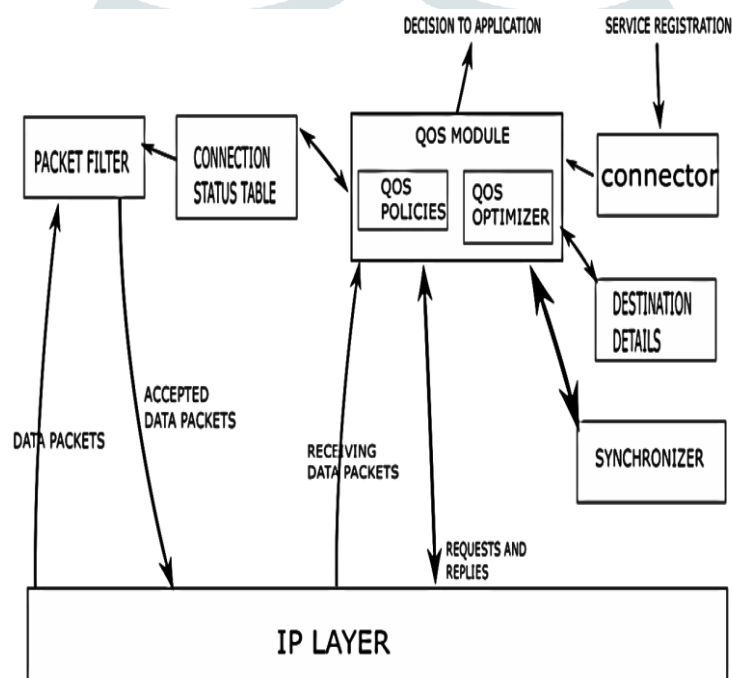 DECISION TO APPLICATION
SERVICE REGISTRATION
PACKET FILTER
CONNECTION
STATUS TABLE
QOS MODULE
QOS
POLICIES
QOS
OPTIMIZER
connector
DESTINATION
DETAILS
SYNCHRONIZER
ACCEPTED
DATA PACKETS
DATA PACKETS
RECEIVING
DATA PACKETS
REQUESTS AND
REPLIES
IP LAYER